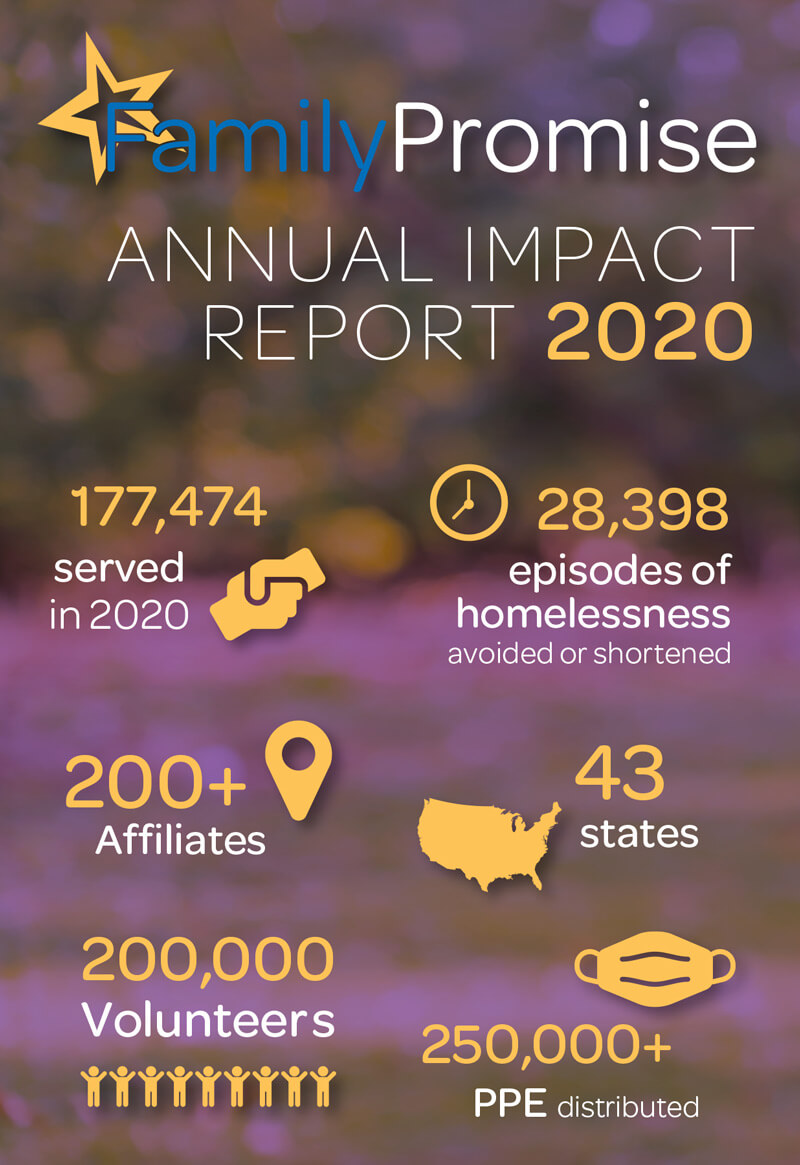 FamilyPromise
ANNUAL IMPACT
REPORT 2020
177,474
served
in 2020
28,398
episodes of
homelessness
avoided or shortened
200+
Affiliates
43
states
200,000
Volunteers
250,000+
PPE distributed